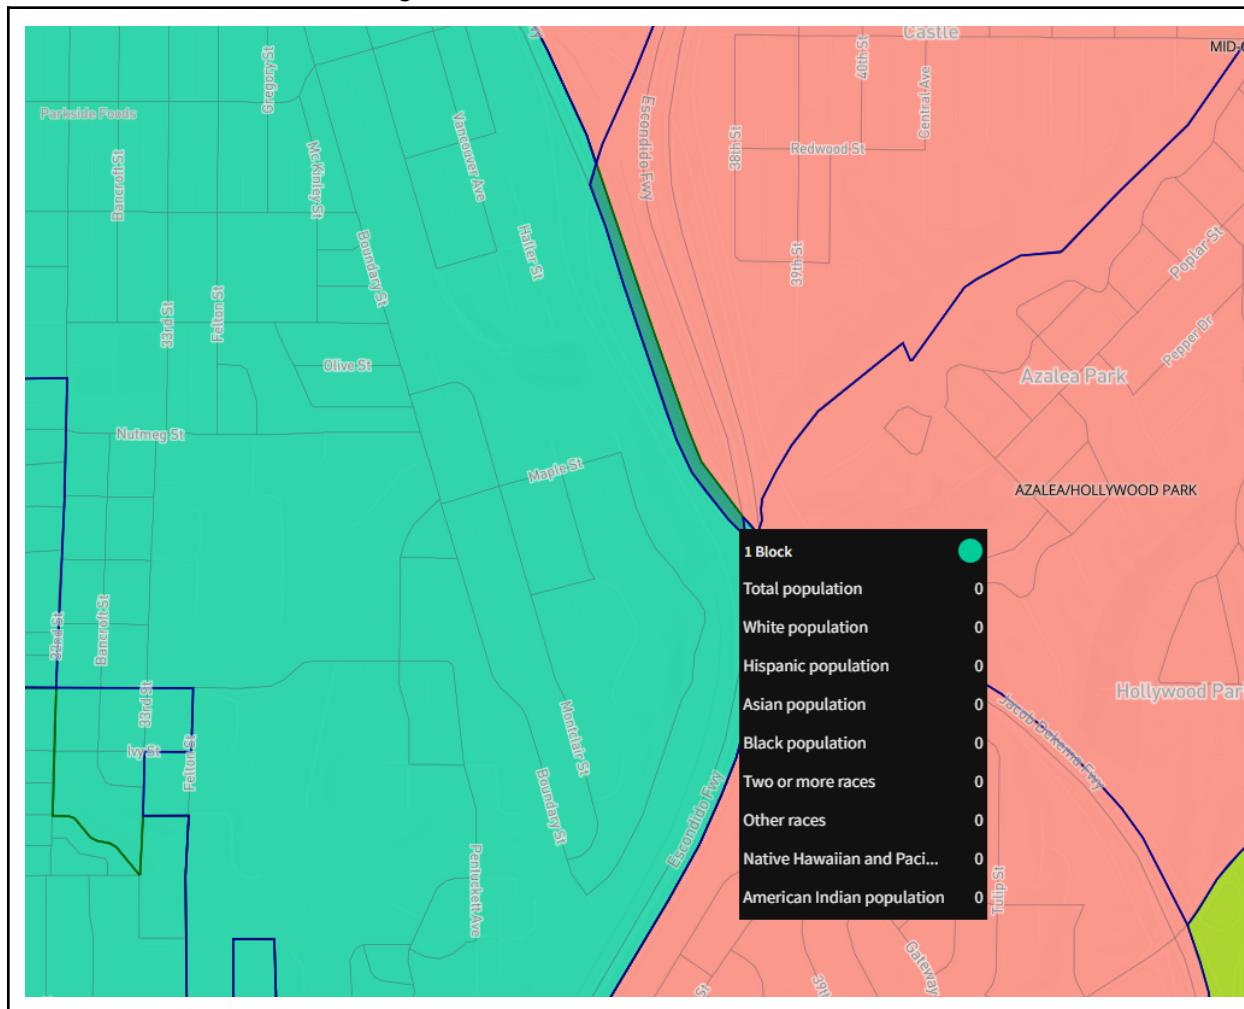 Castle
MID-
Parkside Foods
Gregory St
40th St
Central Ave
Escondido Fwy
Vancouver Ave
38th St
Redwood St
Bancroft St
Mc Kinley St
Haller St
39th St
Poplar St
Boundary St
33rd St
Felton St
Olive St
Pepper Dr
Azalea Park
Nutmeg St
Maple St
AZALEA/HOLLYWOOD PARK
1 Block
Total population 0
White population 0
Hispanic population 0
Asian population 0
Black population 0
Two or more races 0
Other races 0
Native Hawaiian and Paci... 0
American Indian population 0
32nd St
Bancroft St
33rd St
Ivy St
Felton St
Montclair St
Boundary St
Escondido Fwy
Pentuckett Ave
Jacob Dekema Fwy
Hollywood Par
Tulip St
Gateway
39th
St